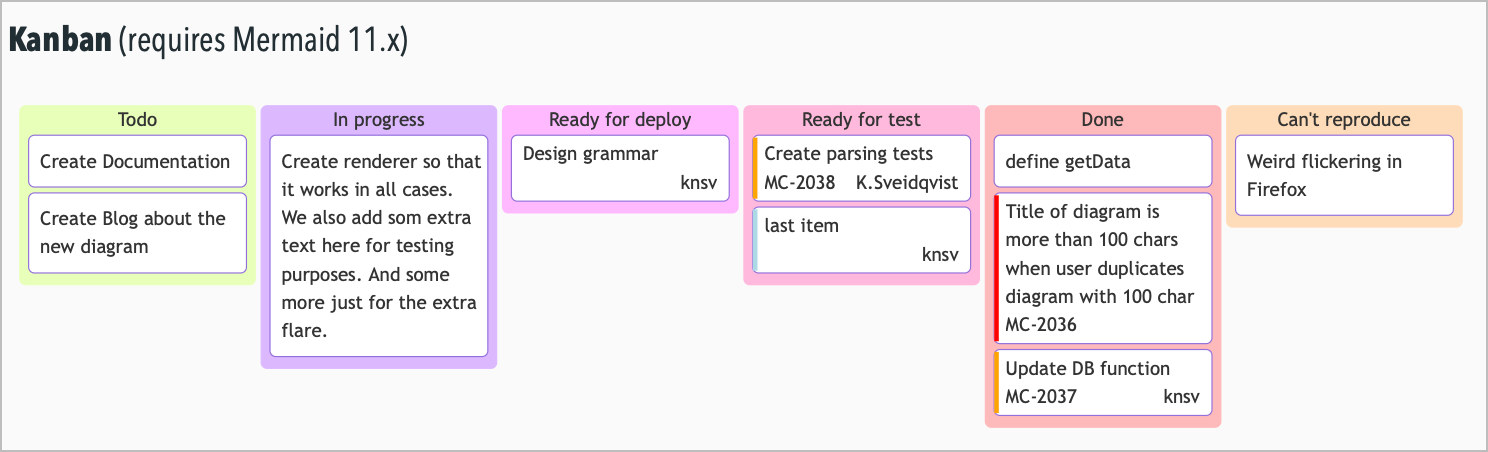 Kanban (requires Mermaid 11.x)
Todo
Create Documentation
Create Blog about the
new diagram
In progress
Create renderer so that
it works in all cases.
We also add som extra
text here for testing
purposes. And some
more just for the extra
flare.
Ready for deploy
Design grammar
knsv
Ready for test
Create parsing tests
MC-2038 K.Sveidqvist
last item
knsv
Done
define getData
Title of diagram is
more than 100 chars
when user duplicates
diagram with 100 char
MC-2036
Update DB function
MC-2037 knsv
Can't reproduce
Weird flickering in
Firefox